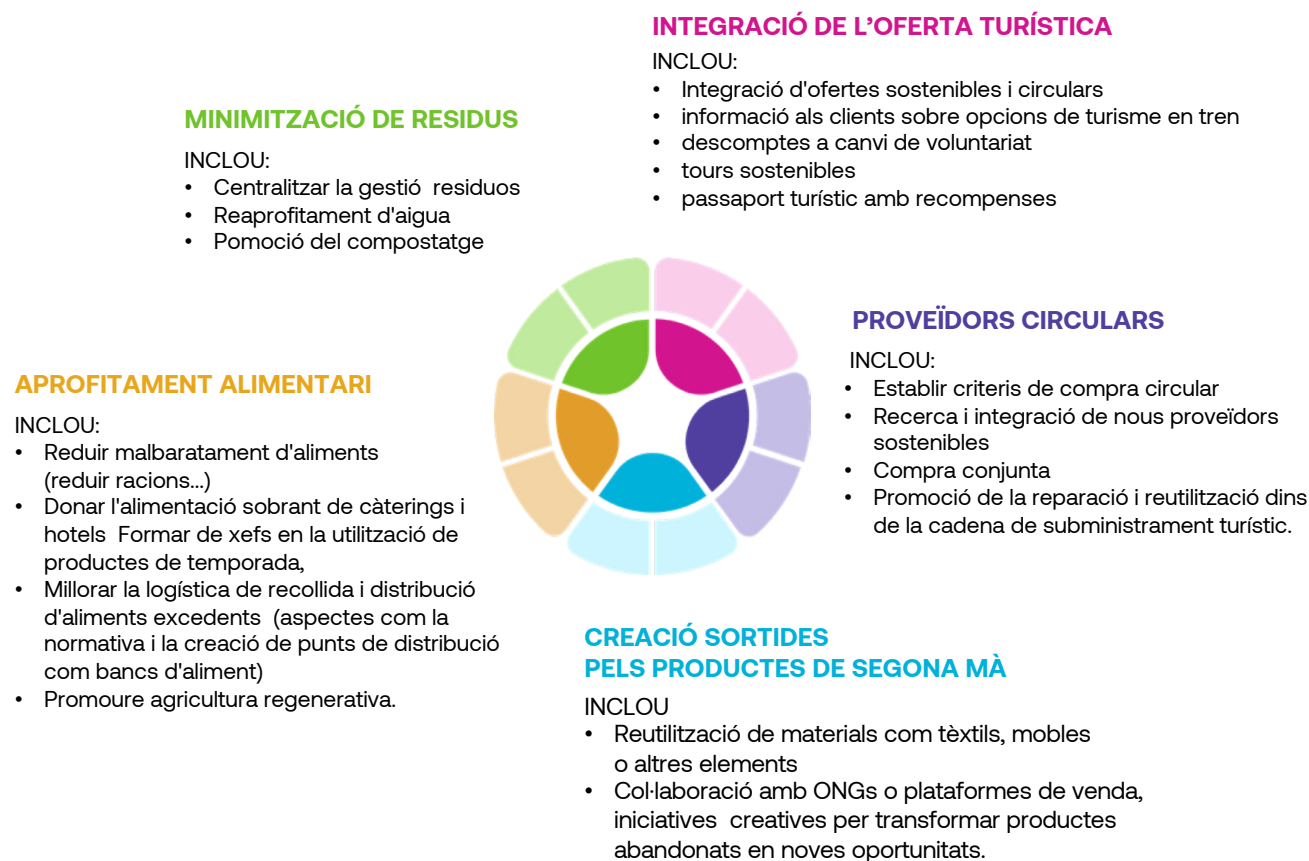 INTEGRACIÓ DE L'OFERTA TURÍSTICA
INCLOU:
• Integració d'ofertes sostenibles i circulars
• informació als clients sobre opcions de turisme en tren
• descomptes a canvi de voluntariat
• tours sostenibles
• passaport turístic amb recompenses
MINIMITZACIÓ DE RESIDUS
INCLOU:
• Centralitzar la gestió  residuos
• Reaprofitament d'aigua
• Pomoció del compostatge
PROVEÏDORS CIRCULARS
INCLOU:
• Establir criteris de compra circular
• Recerca i integració de nous proveïdors
sostenibles
• Compra conjunta
• Promoció de la reparació i reutilització dins
de la cadena de subministrament turístic.
APROFITAMENT ALIMENTARI
INCLOU:
• Reduir malbaratament d'aliments
(reduir racions...)
• Donar l'alimentació sobrant de càterings i
hotels  Formar de xefs en la utilització de
productes de temporada,
• Millorar la logística de recollida i distribució
d'aliments excedents  (aspectes com la
normativa i la creació de punts de distribució
com bancs d'aliment)
• Promoure agricultura regenerativa.
CREACIÓ SORTIDES
PELS PRODUCTES DE SEGONA MÀ
INCLOU
• Reutilització de materials com tèxtils, mobles
o altres elements
• Col·laboració amb ONGs o plataformes de venda,
iniciatives  creatives per transformar productes
abandonats en noves oportunitats.